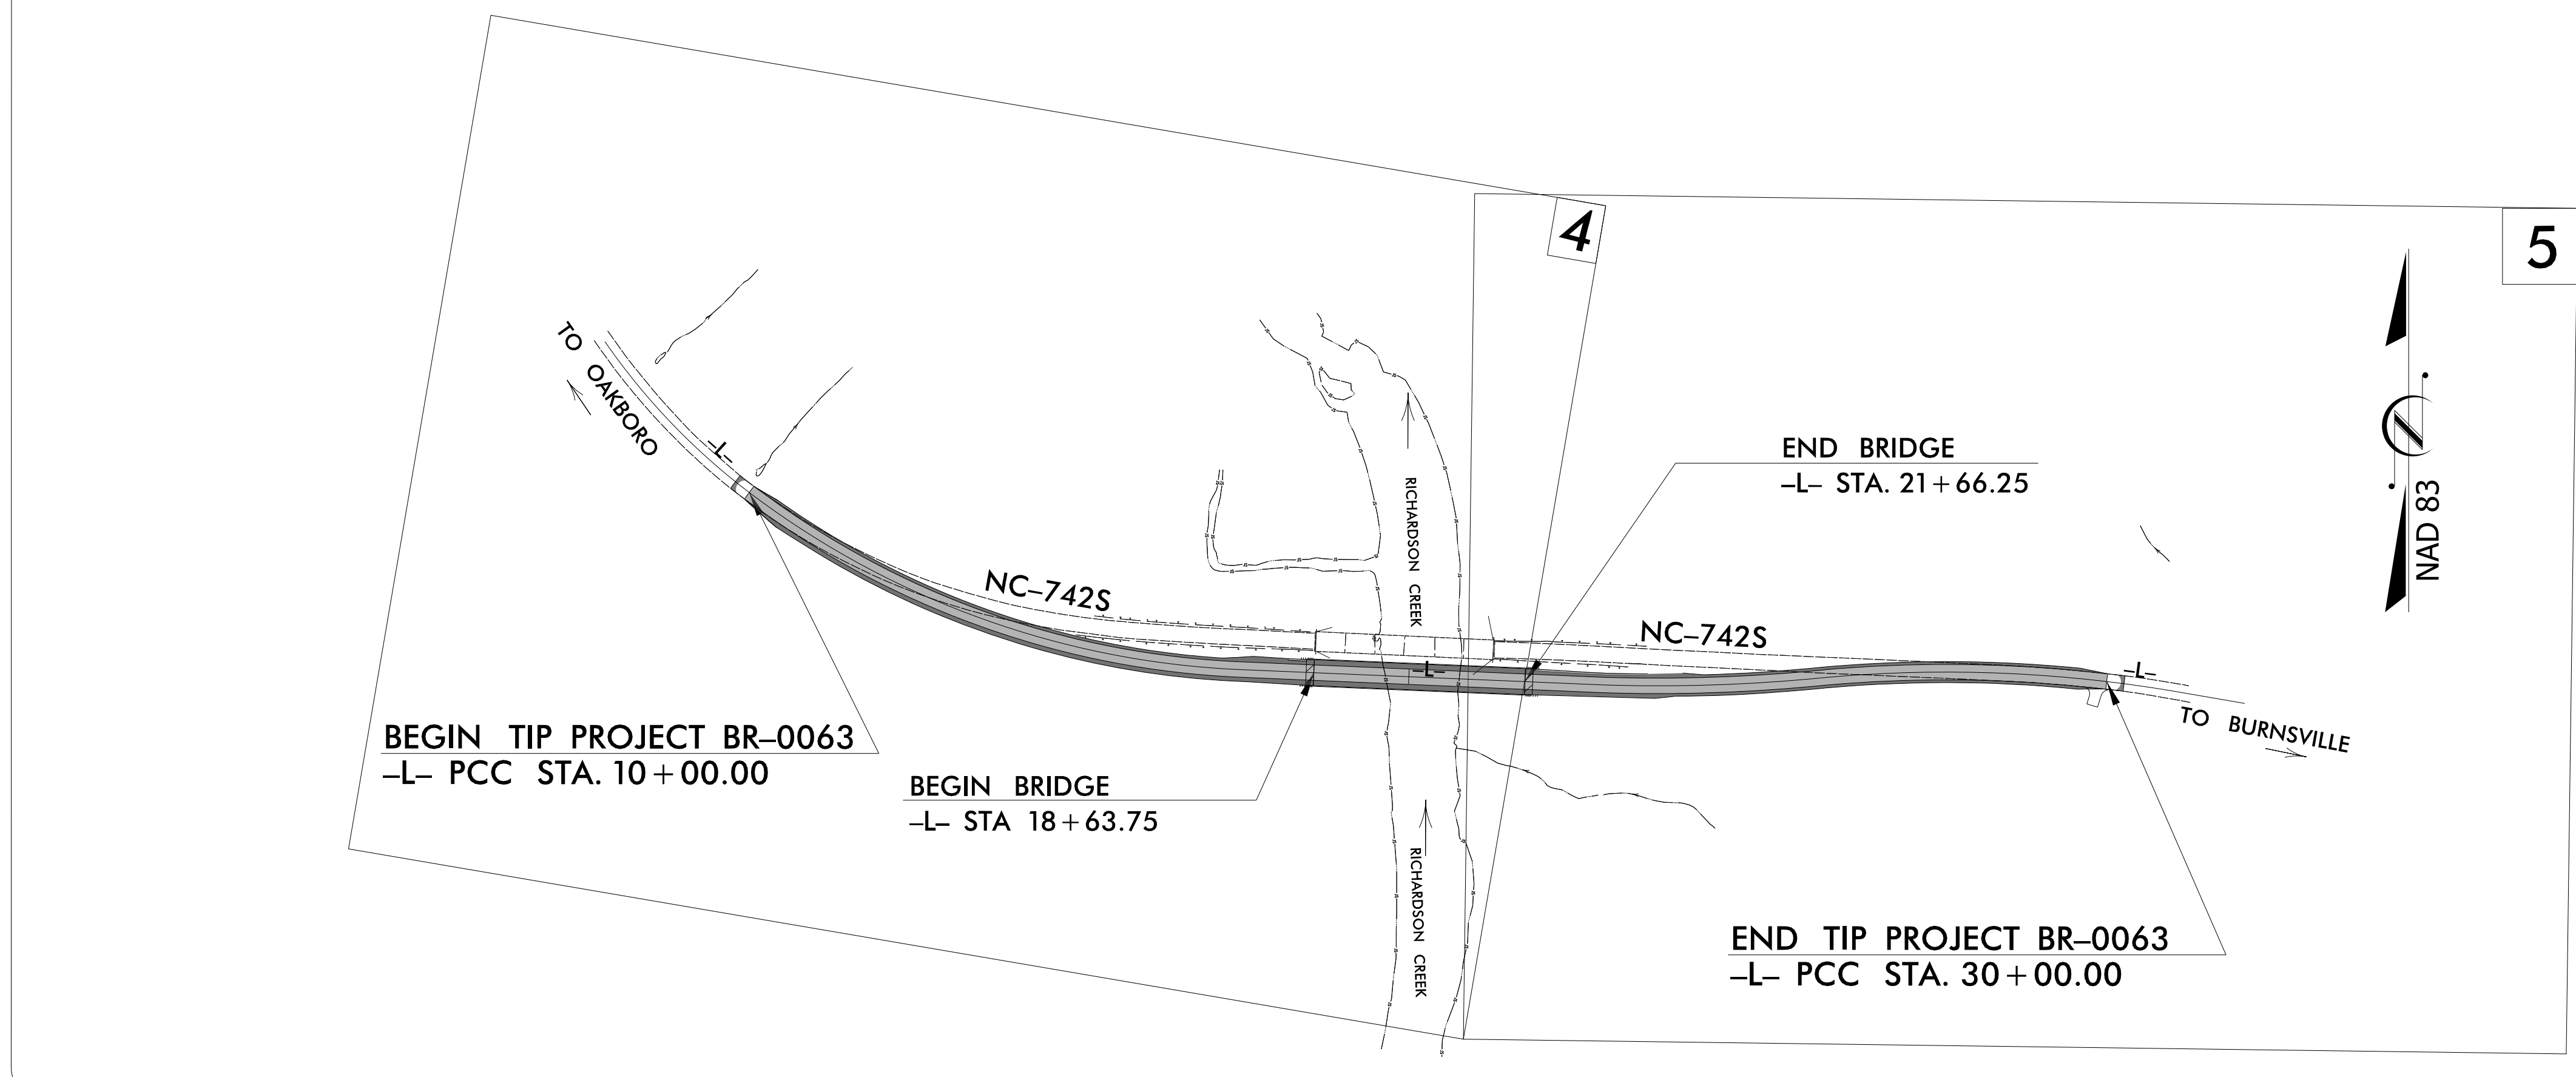 4
5
TO OAKBORO
–L–
NC–742S
RICHARDSON CREEK
END BRIDGE
–L– STA. 21+66.25
NAD 83
NC–742S
–L–
–L–
TO BURNSVILLE
BEGIN TIP PROJECT BR–0063
–L– PCC STA. 10+00.00
BEGIN BRIDGE
–L– STA 18+63.75
RICHARDSON CREEK
END TIP PROJECT BR–0063
–L– PCC STA. 30+00.00